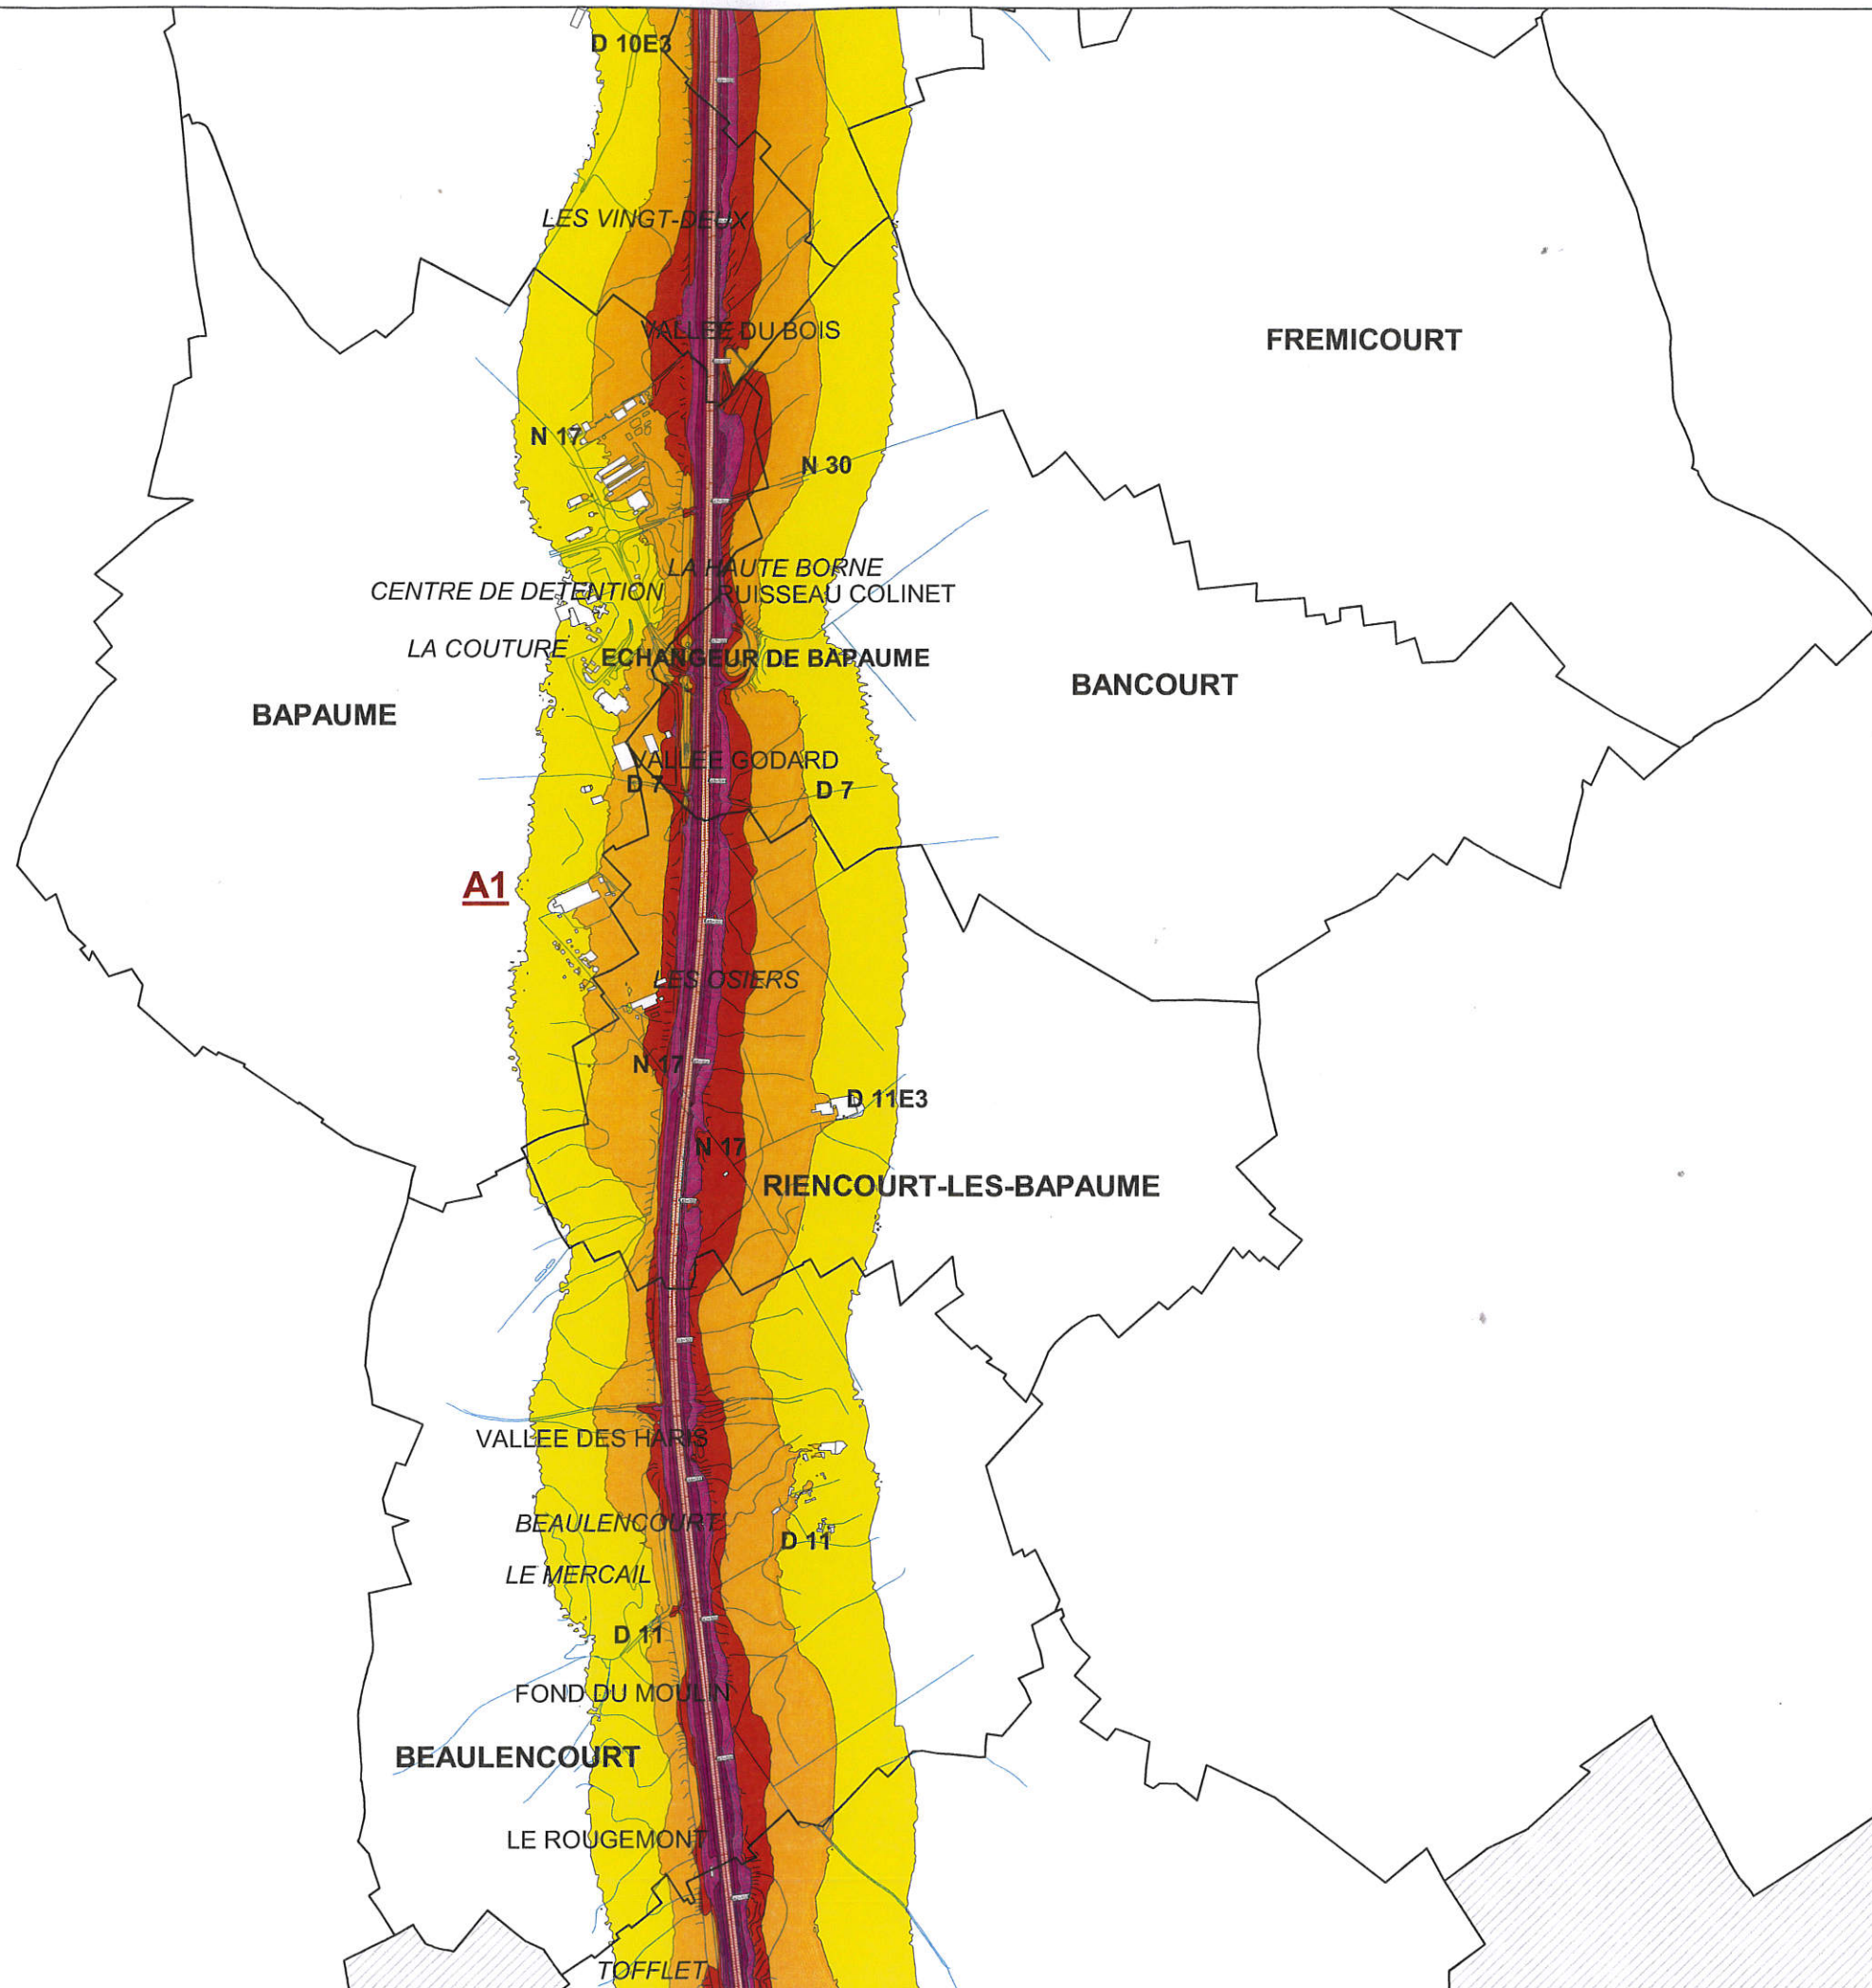 D 10E3
LES VINGT-DEUX
VALLEE DU BOIS
FREMICOURT
N 17
N 30
LA HAUTE BORNE
CENTRE DE DETENTION
RUISSEAU COLINET
LA COUTURE
ECHANGEUR DE BAPAUME
BANCOURT
BAPAUME
VALLEE GODARD
D 7
D 7
A1
LES OSIERS
N 17
D 11E3
N 17
RIENCOURT-LES-BAPAUME
VALLEE DES HARIS
BEAULENCOURT
D 11
LE MERCAIL
D 11
FOND DU MOULIN
BEAULENCOURT
LE ROUGEMONT
TOFFLET